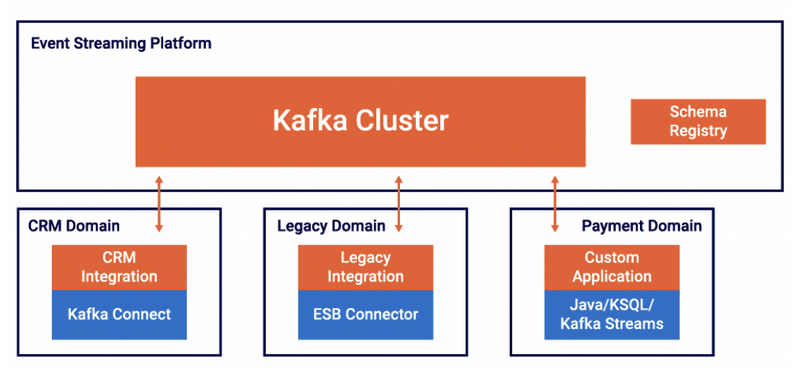 Event Streaming Platform
Kafka Cluster
Schema
Registry
CRM Domain
CRM
Integration
Kafka Connect
Legacy Domain
Legacy
Integration
ESB Connector
Payment Domain
Custom
Application
Java/KSQL/
Kafka Streams